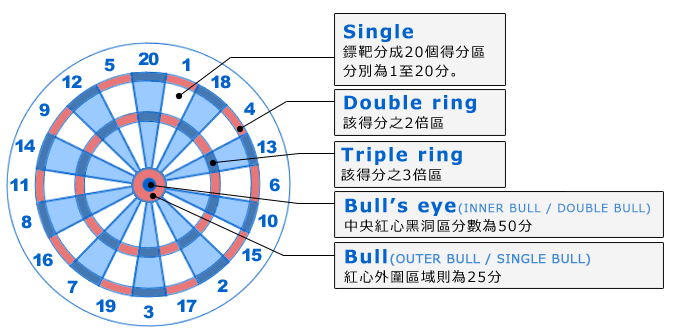 Single
鏢靶分成20個得分區
分別為1至20分。
Double ring
該得分之2倍區
Triple ring
該得分之3倍區
Bull's eye(INNER BULL / DOUBLE BULL)
中央紅心黑洞區分數為50分
Bull(OUTER BULL / SINGLE BULL)
紅心外圍區域則為25分
20
1
18
4
13
6
10
15
2
17
3
19
7
16
8
11
14
9
12
5